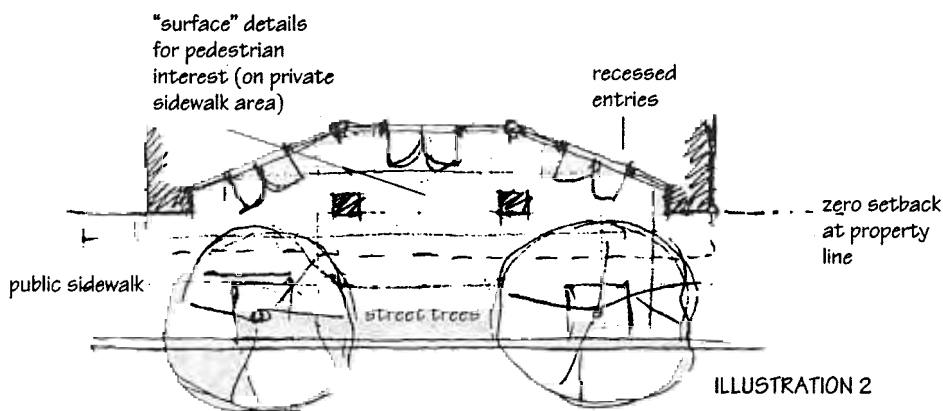 “surface” details
for pedestrian
interest (on private
sidewalk area)
recessed
entries
zero setback
at property
line
public sidewalk
street trees
ILLUSTRATION 2